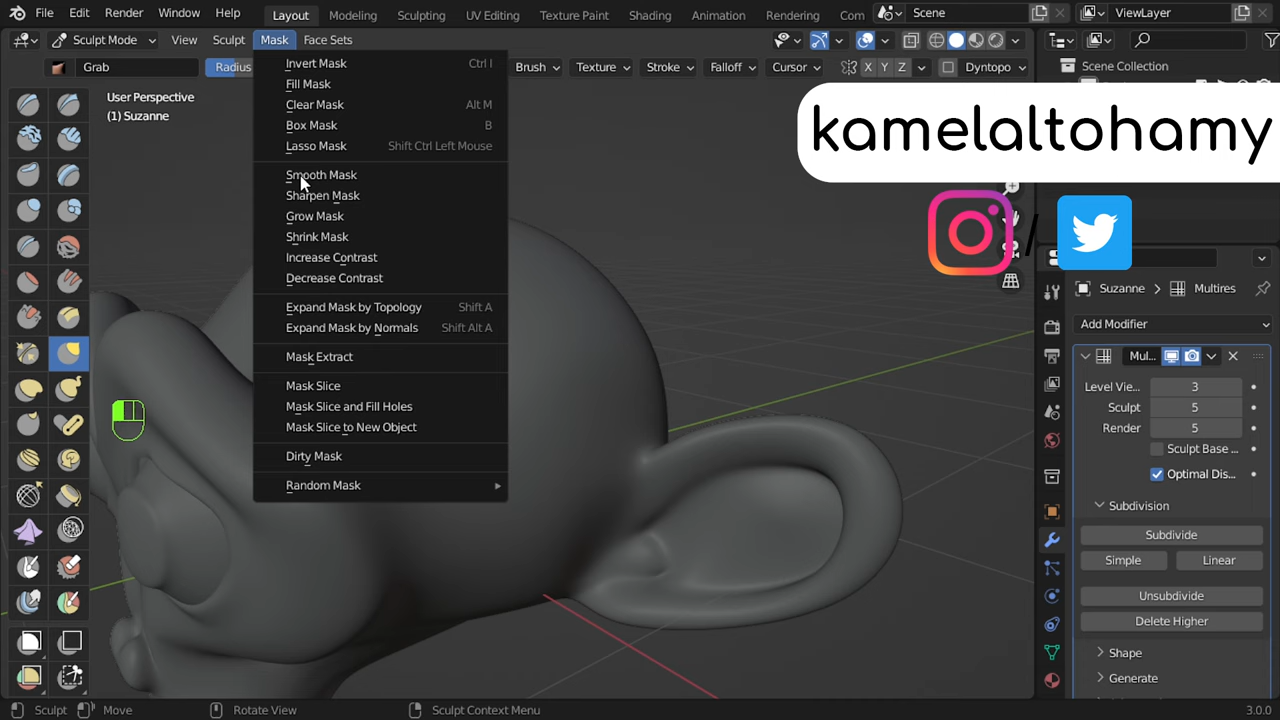 File Edit Render Window Help Layout Modeling Sculpting UV Editing Texture Paint Shading Animation Rendering Com Scene ViewLayer
Sculpt Mode View Sculpt Mask Face Sets
Grab Radius Brush Texture Stroke Falloff Cursor X Y Z Dyntopo
Scene Collection
User Perspective
(1) Suzanne
Invert Mask Ctrl I
Fill Mask
Clear Mask Alt M
Box Mask B
Lasso Mask Shift Ctrl Left Mouse
Smooth Mask
Sharpen Mask
Grow Mask
Shrink Mask
Increase Contrast
Decrease Contrast
Expand Mask by Topology Shift A
Expand Mask by Normals Shift Alt A
Mask Extract
Mask Slice
Mask Slice and Fill Holes
Mask Slice to New Object
Dirty Mask
Random Mask
kamelaltohamy
/
Suzanne Multires
Add Modifier
Mul...
Level Vie... 3
Sculpt 5
Render 5
Sculpt Base ...
Optimal Dis...
Subdivision
Subdivide
Simple Linear
Unsubdivide
Delete Higher
Shape
Generate
Sculpt Move Rotate View Sculpt Context Menu 3.0.0